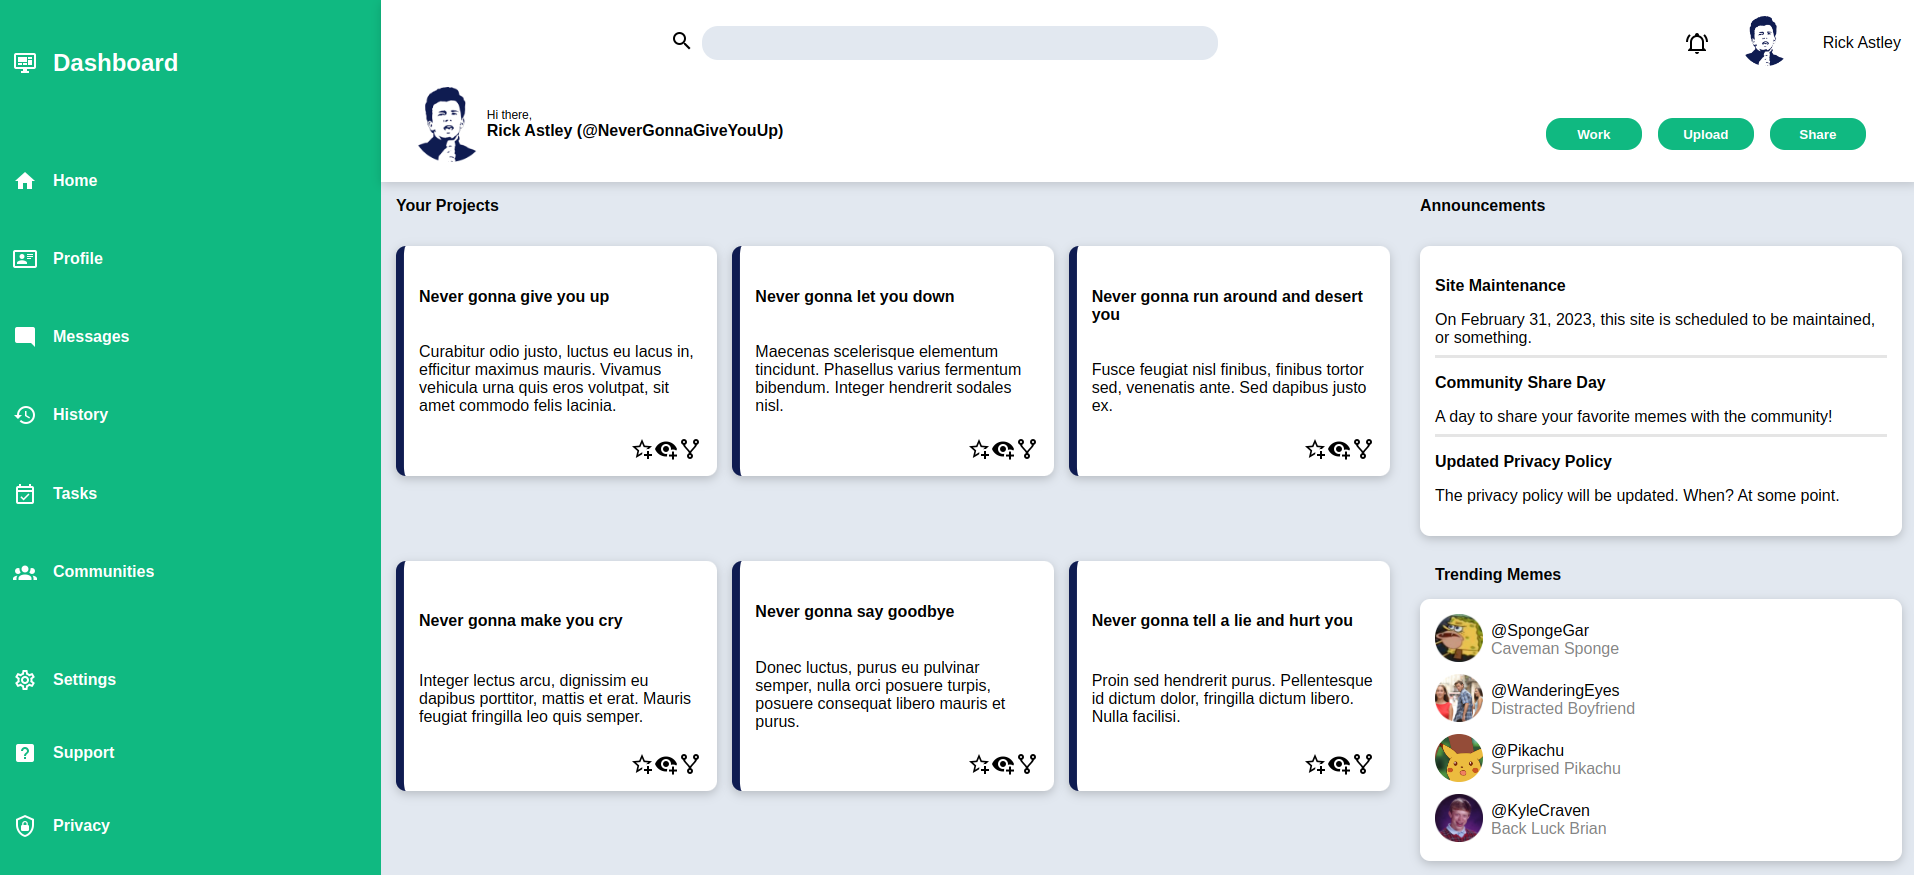 Dashboard
Home
Profile
Messages
History
Tasks
Communities
Settings
Support
Privacy
Rick Astley
Hi there,
Rick Astley (@NeverGonnaGiveYouUp)
Work
Upload
Share
Your Projects
Never gonna give you up
Curabitur odio justo, luctus eu lacus in,
efficitur maximus mauris. Vivamus
vehicula urna quis eros volutpat, sit
amet commodo felis lacinia.
Never gonna let you down
Maecenas scelerisque elementum
tincidunt. Phasellus varius fermentum
bibendum. Integer hendrerit sodales
nisl.
Never gonna run around and desert
you
Fusce feugiat nisl finibus, finibus tortor
sed, venenatis ante. Sed dapibus justo
ex.
Never gonna make you cry
Integer lectus arcu, dignissim eu
dapibus porttitor, mattis et erat. Mauris
feugiat fringilla leo quis semper.
Never gonna say goodbye
Donec luctus, purus eu pulvinar
semper, nulla orci posuere turpis,
posuere consequat libero mauris et
purus.
Never gonna tell a lie and hurt you
Proin sed hendrerit purus. Pellentesque
id dictum dolor, fringilla dictum libero.
Nulla facilisi.
Announcements
Site Maintenance
On February 31, 2023, this site is scheduled to be maintained,
or something.
Community Share Day
A day to share your favorite memes with the community!
Updated Privacy Policy
The privacy policy will be updated. When? At some point.
Trending Memes
@SpongeGar
Caveman Sponge
@WanderingEyes
Distracted Boyfriend
@Pikachu
Surprised Pikachu
@KyleCraven
Back Luck Brian